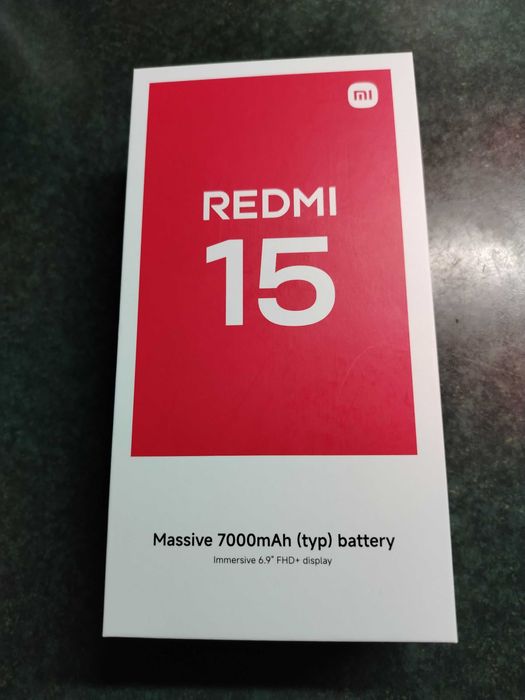 mi
REDMI
15
Massive 7000mAh (typ) battery
Immersive 6.9" FHD+ display